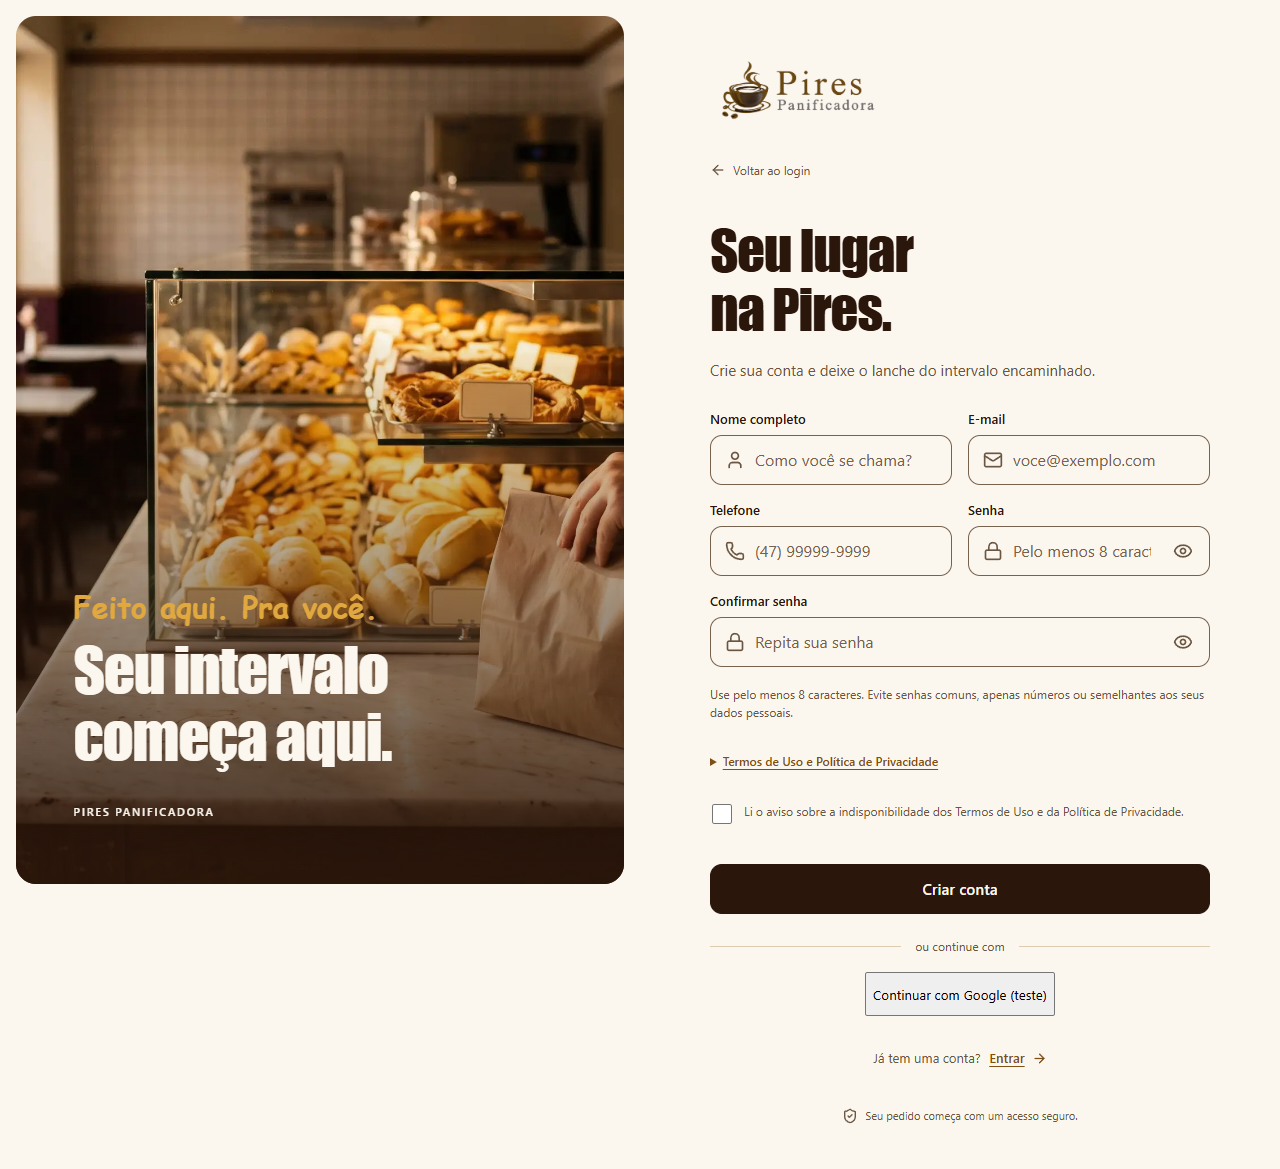 Feito aqui. Pra você.
Seu intervalo
começa aqui.
PIRES PANIFICADORA
Pires
Panificadora
Voltar ao login
Seu lugar
na Pires.
Crie sua conta e deixe o lanche do intervalo encaminhado.
Nome completo
E-mail
Como você se chama?
voce@exemplo.com
Telefone
Senha
(47) 99999-9999
Pelo menos 8 caract
Confirmar senha
Repita sua senha
Use pelo menos 8 caracteres. Evite senhas comuns, apenas números ou semelhantes aos seus
dados pessoais.
Termos de Uso e Política de Privacidade
Li o aviso sobre a indisponibilidade dos Termos de Uso e da Política de Privacidade.
Criar conta
ou continue com
Continuar com Google (teste)
Já tem uma conta? Entrar
Seu pedido começa com um acesso seguro.